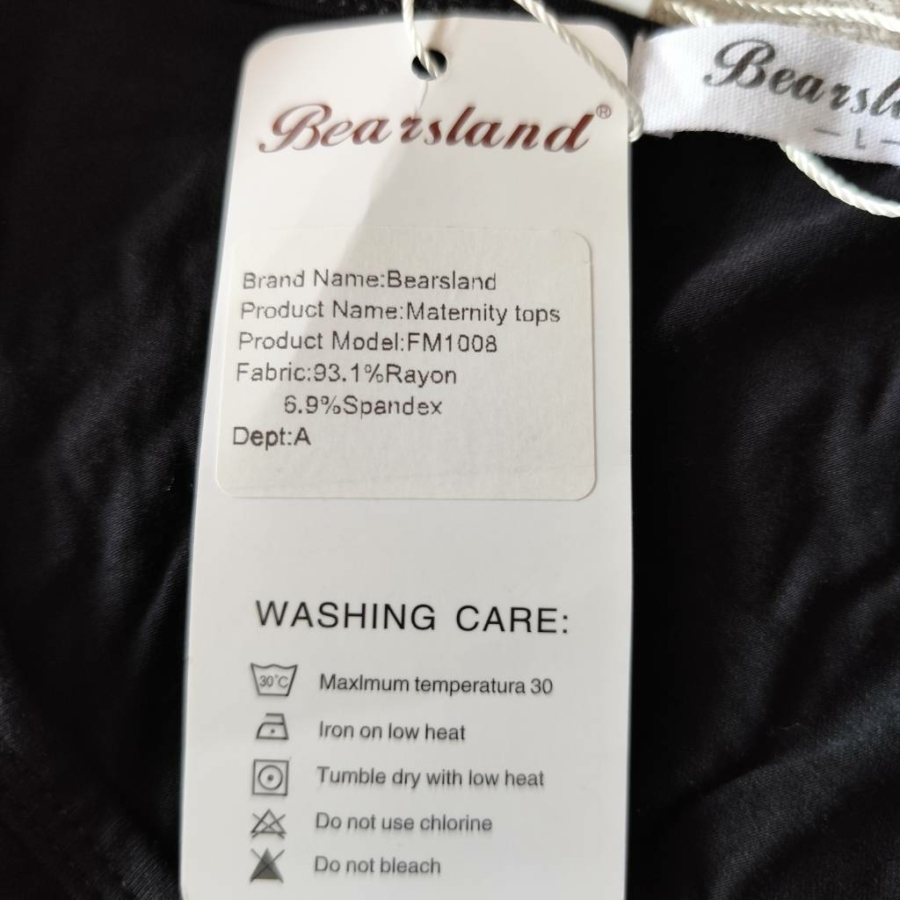 Bearsland®
Brand Name:Bearsland
Product Name:Maternity tops
Product Model:FM1008
Fabric:93.1%Rayon
6.9%Spandex
Dept:A
WASHING CARE:
30°C MaxImum temperatura 30
Iron on low heat
Tumble dry with low heat
Do not use chlorine
Do not bleach
Bearsl
- L -